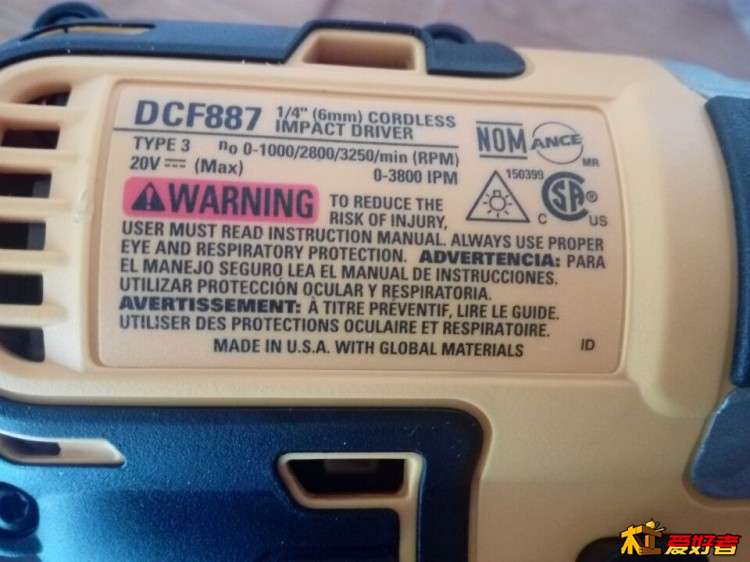 DCF887 1/4" (6mm) CORDLESS IMPACT DRIVER
TYPE 3 n₀ 0-1000/2800/3250/min (RPM)
20V ⎓ (Max) 0-3800 IPM
NOM ANCE MR
150399
C SA ® US
WARNING TO REDUCE THE
RISK OF INJURY,
USER MUST READ INSTRUCTION MANUAL. ALWAYS USE PROPER
EYE AND RESPIRATORY PROTECTION. ADVERTENCIA: PARA
EL MANEJO SEGURO LEA EL MANUAL DE INSTRUCCIONES.
UTILIZAR PROTECCIÓN OCULAR Y RESPIRATORIA.
AVERTISSEMENT: À TITRE PRÉVENTIF, LIRE LE GUIDE.
UTILISER DES PROTECTIONS OCULAIRE ET RESPIRATOIRE.
MADE IN U.S.A. WITH GLOBAL MATERIALS ID
爱好者